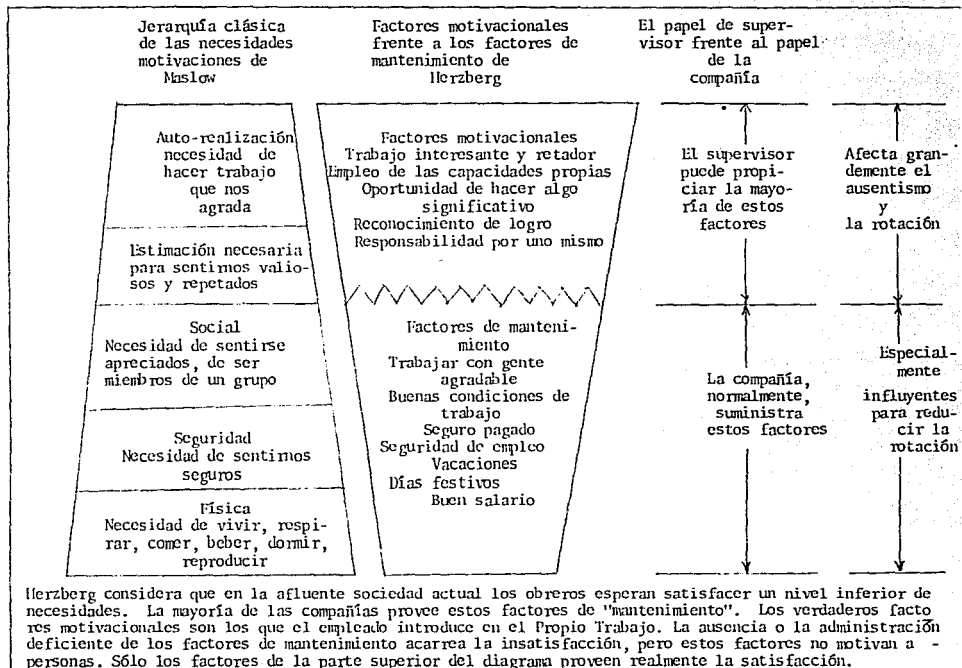 Jerarquía clásica
de las necesidades
motivaciones de
Maslow
Factores motivacionales
frente a los factores de
mantenimiento de
Herzberg
El papel de super-
visor frente al papel
de la
compañía
Auto-realización
necesidad de
hacer trabajo
que nos
agrada
Estimación necesaria
para sentirnos valio-
sos y repetados
Social
Necesidad de sentirse
apreciados, de ser
miembros de un grupo
Seguridad
Necesidad de sentirnos
seguros
Física
Necesidad de vivir, respi-
rar, comer, beber, dormir,
reproducir
Factores motivacionales
Trabajo interesante y retador
Empleo de las capacidades propias
Oportunidad de hacer algo
significativo
Reconocimiento de logro
Responsabilidad por uno mismo
Factores de manteni-
miento
Trabajar con gente
agradable
Buenas condiciones de
trabajo
Seguro pagado
Seguridad de empleo
Vacaciones
Días festivos
Buen salario
El supervisor
puede propi-
ciar la mayo-
ría de estos
factores
La compañía,
normalmente,
suministra
estos factores
Afecta gran-
demente el
ausentismo
y
la rotación
Especial-
mente
influyentes
para redu-
cir la
rotación
Herzberg considera que en la afluente sociedad actual los obreros esperan satisfacer un nivel inferior de
necesidades. La mayoría de las compañías provee estos factores de "mantenimiento". Los verdaderos facto
res motivacionales son los que el empleado introduce en el Propio Trabajo. La ausencia o la administración
deficiente de los factores de mantenimiento acarrea la insatisfacción, pero estos factores no motivan a -
personas. Sólo los factores de la parte superior del diagrama proveen realmente la satisfacción.